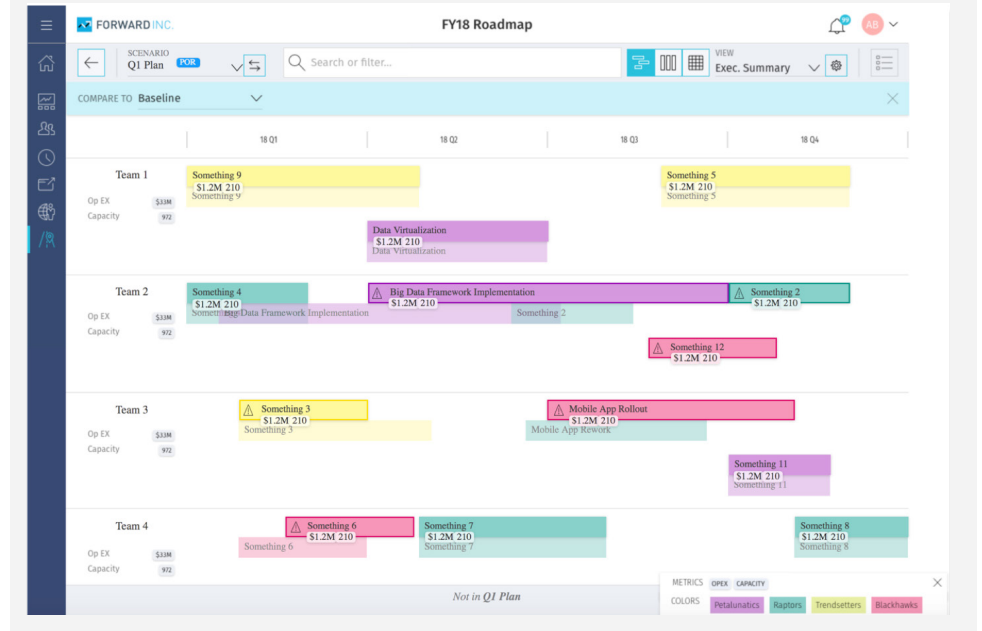 FORWARD INC.
FY18 Roadmap
99
AB
SCENARIO
Q1 Plan
POR
Search or filter...
VIEW
Exec. Summary
COMPARE TO Baseline
18 Q1
18 Q2
18 Q3
18 Q4
Team 1
Op EX $33M
Capacity 972
Something 9
$1.2M 210
Something 9
Something 5
$1.2M 210
Something 5
Data Virtualization
$1.2M 210
Data Virtualization
Team 2
Op EX $33M
Capacity 972
Something 4
$1.2M 210
Big Data Framework Implementation
$1.2M 210
Something 2
$1.2M 210
Big Data Framework Implementation
Something 2
Something 12
$1.2M 210
Team 3
Op EX $33M
Capacity 972
Something 3
$1.2M 210
Something 3
Mobile App Rollout
$1.2M 210
Mobile App Rework
Something 11
$1.2M 210
Something 11
Team 4
Op EX $33M
Capacity 972
Something 6
$1.2M 210
Something 6
Something 7
$1.2M 210
Something 7
Something 8
$1.2M 210
Something 8
Not in Q1 Plan
METRICS OPEX CAPACITY
COLORS Petalunatics Raptors Trendsetters Blackhawks